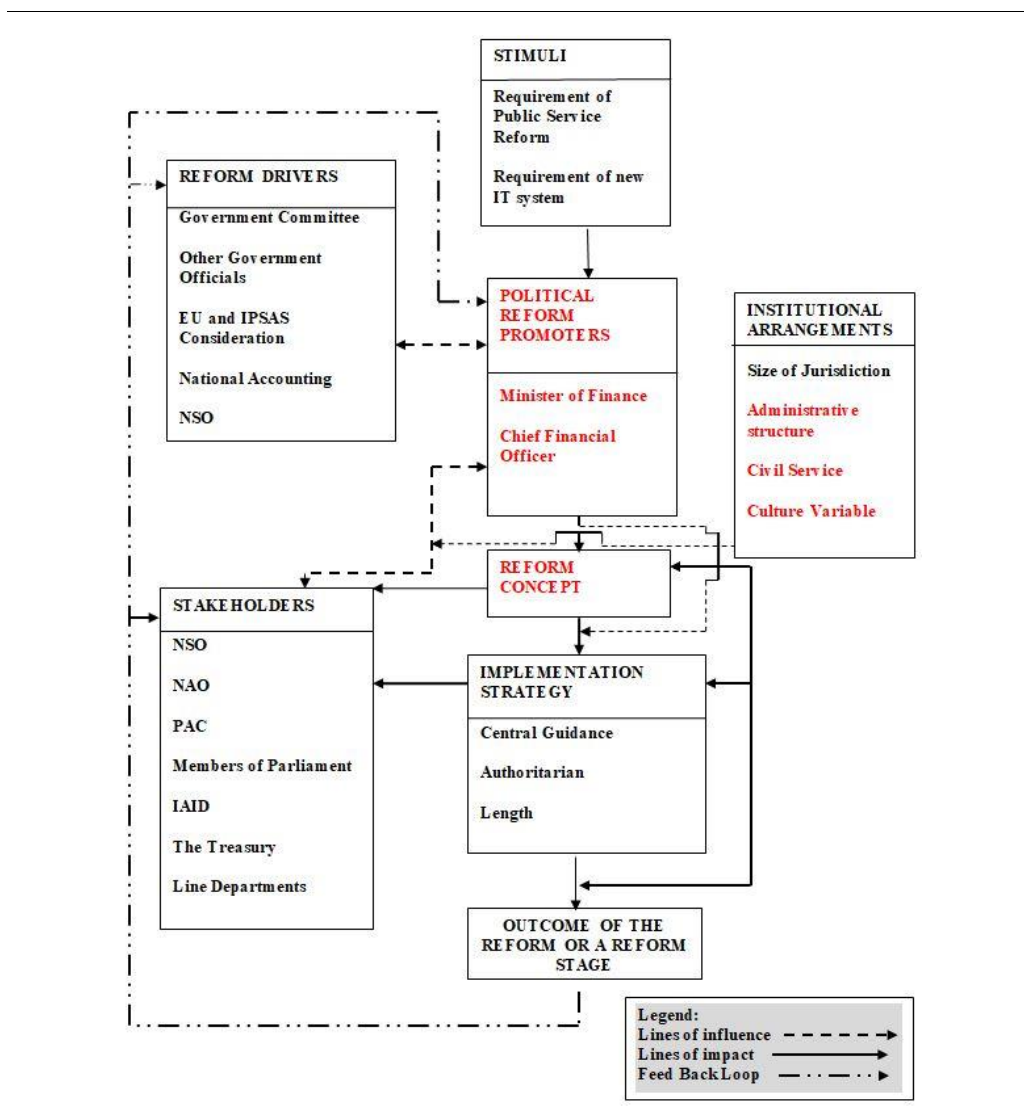 STIMULI
Requirement of
Public Service
Reform
Requirement of new
IT system
REFORM DRIVERS
Government Committee
Other Government
Officials
EU and IPSAS
Consideration
National Accounting
NSO
POLITICAL
REFORM
PROMOTERS
Minister of Finance
Chief Financial
Officer
INSTITUTIONAL
ARRANGEMENTS
Size of Jurisdiction
Administrative
structure
Civil Service
Culture Variable
REFORM
CONCEPT
STAKEHOLDERS
NSO
NAO
PAC
Members of Parliament
IAID
The Treasury
Line Departments
IMPLEMENTATION
STRATEGY
Central Guidance
Authoritarian
Length
OUTCOME OF THE
REFORM OR A REFORM
STAGE
Legend:
Lines of influence
Lines of impact
Feed Back Loop